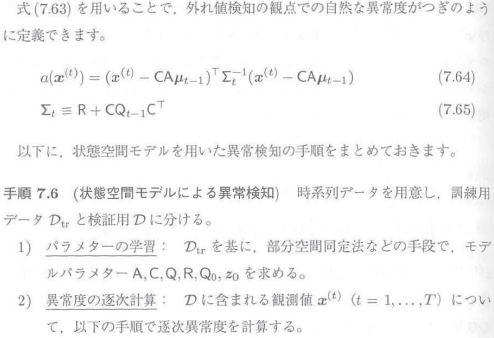 式 (7.63) を用いることで，外れ値検知の観点での自然な異常度がつぎのよう
に定義できます。
a(x^(t)) = (x^(t) − CAμ_{t−1})^⊤ Σ_t^{−1} (x^(t) − CAμ_{t−1}) (7.64)
Σ_t ≡ R + CQ_{t−1}C^⊤ (7.65)
以下に，状態空間モデルを用いた異常検知の手順をまとめておきます。
手順 7.6 (状態空間モデルによる異常検知) 時系列データを用意し，訓練用
データ D_tr と検証用 D に分ける。
1) パラメターの学習： D_tr を基に，部分空間同定法などの手段で，モデ
ルパラメター A, C, Q, R, Q_0, z_0 を求める。
2) 異常度の逐次計算： D に含まれる観測値 x^(t) (t = 1, . . . , T) につい
て，以下の手順で逐次異常度を計算する。